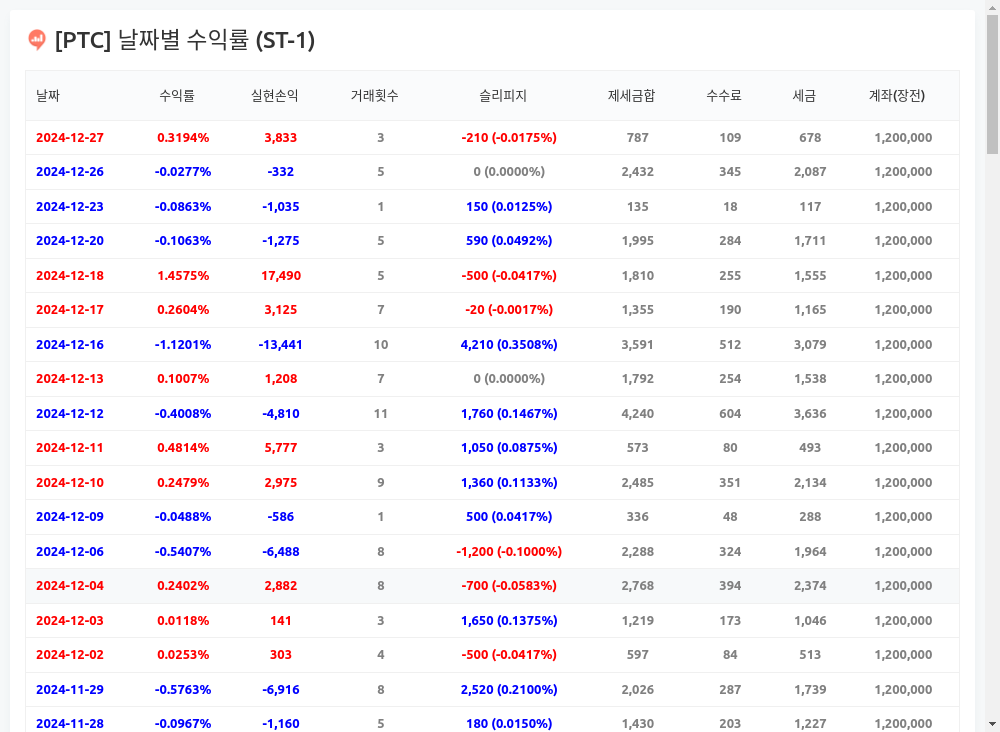 [PTC] 날짜별 수익률 (ST-1)
날짜 수익률 실현손익 거래횟수 슬리피지 제세금합 수수료 세금 계좌(장전)
2024-12-27 0.3194% 3,833 3 -210 (-0.0175%) 787 109 678 1,200,000
2024-12-26 -0.0277% -332 5 0 (0.0000%) 2,432 345 2,087 1,200,000
2024-12-23 -0.0863% -1,035 1 150 (0.0125%) 135 18 117 1,200,000
2024-12-20 -0.1063% -1,275 5 590 (0.0492%) 1,995 284 1,711 1,200,000
2024-12-18 1.4575% 17,490 5 -500 (-0.0417%) 1,810 255 1,555 1,200,000
2024-12-17 0.2604% 3,125 7 -20 (-0.0017%) 1,355 190 1,165 1,200,000
2024-12-16 -1.1201% -13,441 10 4,210 (0.3508%) 3,591 512 3,079 1,200,000
2024-12-13 0.1007% 1,208 7 0 (0.0000%) 1,792 254 1,538 1,200,000
2024-12-12 -0.4008% -4,810 11 1,760 (0.1467%) 4,240 604 3,636 1,200,000
2024-12-11 0.4814% 5,777 3 1,050 (0.0875%) 573 80 493 1,200,000
2024-12-10 0.2479% 2,975 9 1,360 (0.1133%) 2,485 351 2,134 1,200,000
2024-12-09 -0.0488% -586 1 500 (0.0417%) 336 48 288 1,200,000
2024-12-06 -0.5407% -6,488 8 -1,200 (-0.1000%) 2,288 324 1,964 1,200,000
2024-12-04 0.2402% 2,882 8 -700 (-0.0583%) 2,768 394 2,374 1,200,000
2024-12-03 0.0118% 141 3 1,650 (0.1375%) 1,219 173 1,046 1,200,000
2024-12-02 0.0253% 303 4 -500 (-0.0417%) 597 84 513 1,200,000
2024-11-29 -0.5763% -6,916 8 2,520 (0.2100%) 2,026 287 1,739 1,200,000
2024-11-28 -0.0967% -1,160 5 180 (0.0150%) 1,430 203 1,227 1,200,000